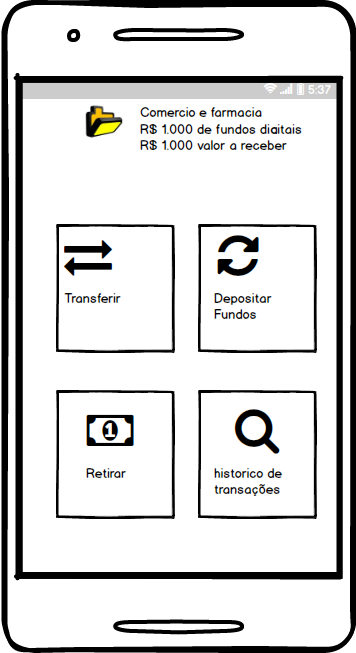 5:37
Comercio e farmacia
R$ 1.000 de fundos digitais
R$ 1.000 valor a receber
Transferir
Depositar
Fundos
1
Retirar
historico de
transações